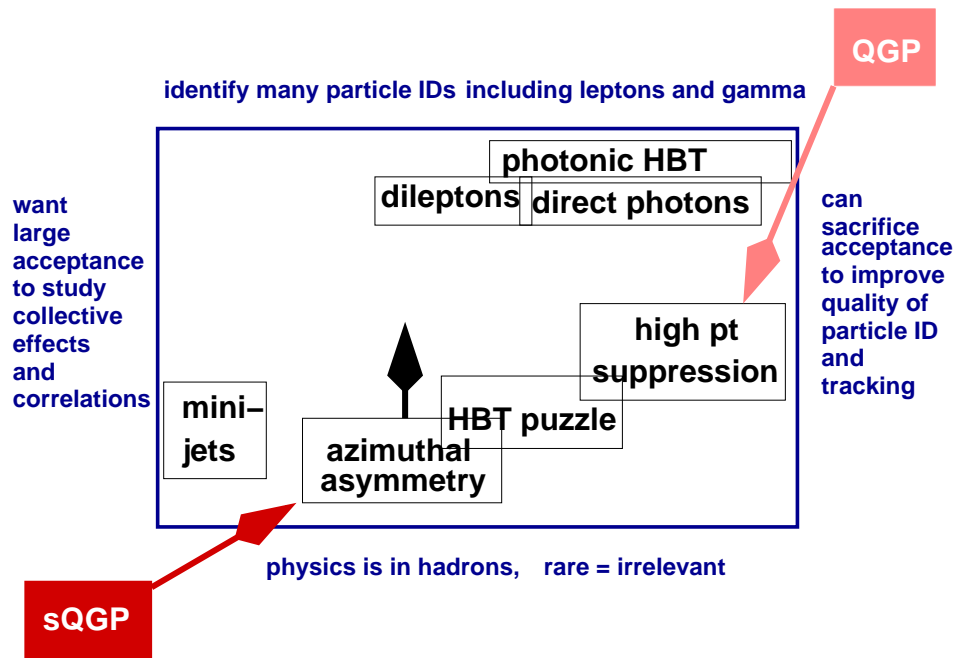 QGP
identify many particle IDs including leptons and gamma
photonic HBT
dileptons
direct photons
want
large
acceptance
to study
collective
effects
and
correlations
can
sacrifice
acceptance
to improve
quality of
particle ID
and
tracking
high pt
suppression
mini–
jets
HBT puzzle
azimuthal
asymmetry
physics is in hadrons, rare = irrelevant
sQGP